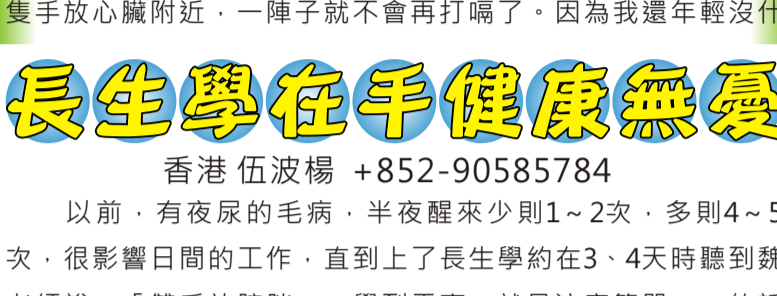 隻手放心臟附近，一陣子就不會再打嗝了。因為我還年輕沒什
長生學在手健康無憂
香港 伍波楊 +852-90585784
以前，有夜尿的毛病，半夜醒來少則1~2次，多則4~5
次，很影響日間的工作，直到上了長生學約在3、4天時聽到魏